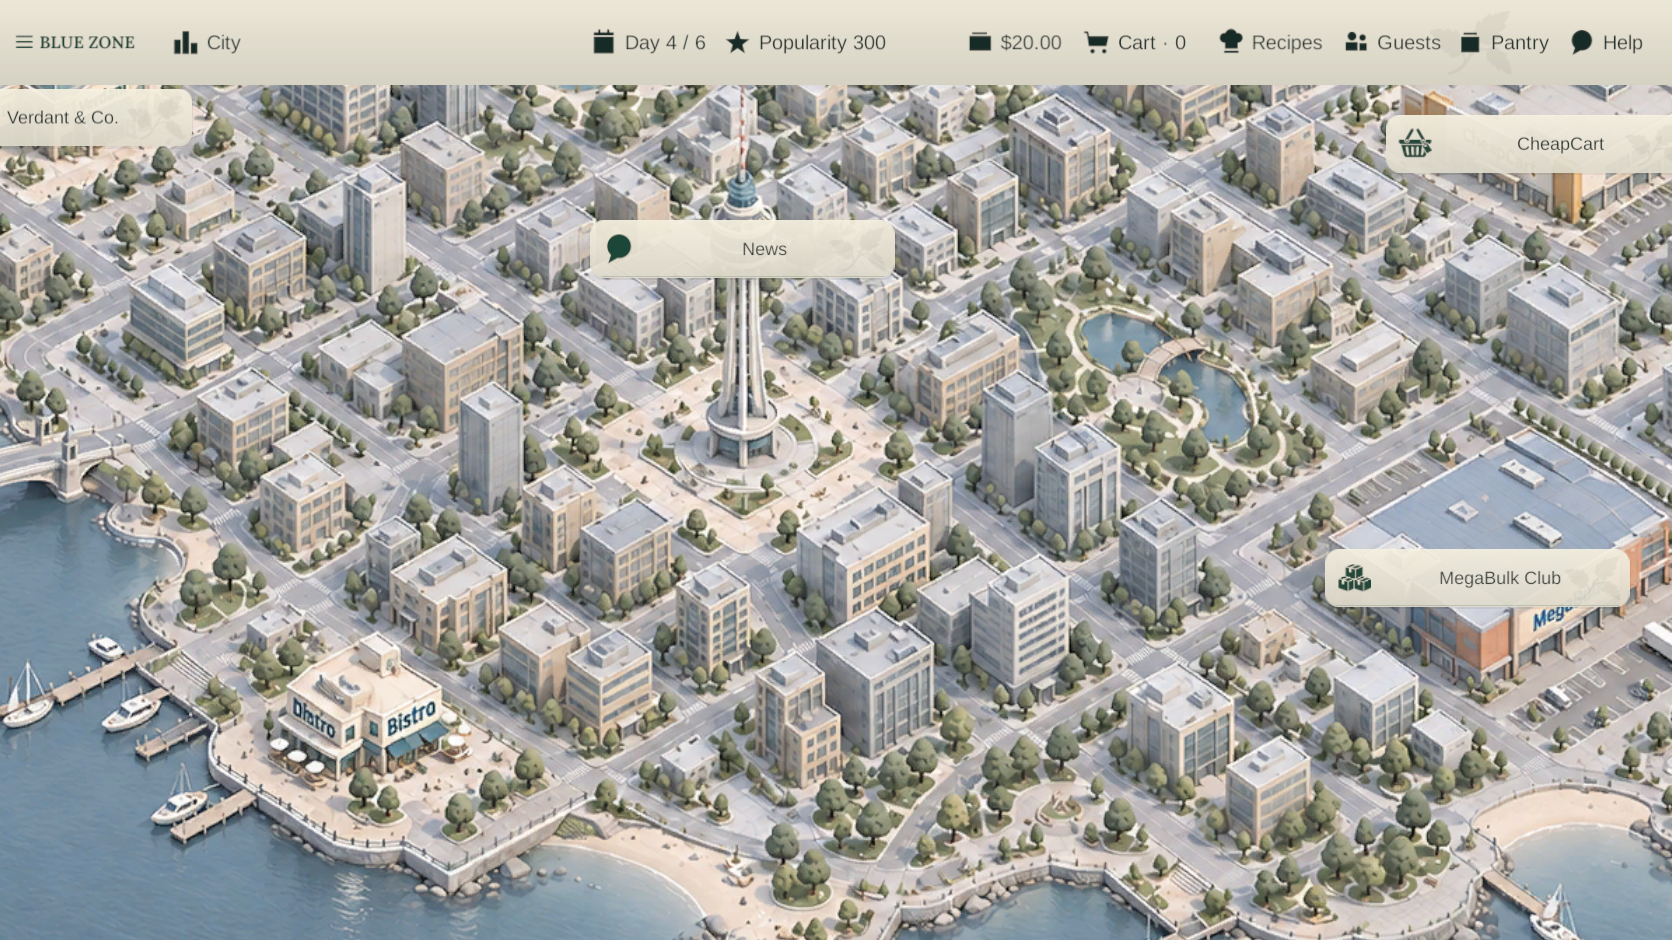 BLUE ZONE
City
Day 4 / 6
Popularity 300
$20.00
Cart · 0
Recipes
Guests
Pantry
Help
Verdant & Co.
CheapCart
News
MegaBulk Club
Mega
Bistro
Bistro